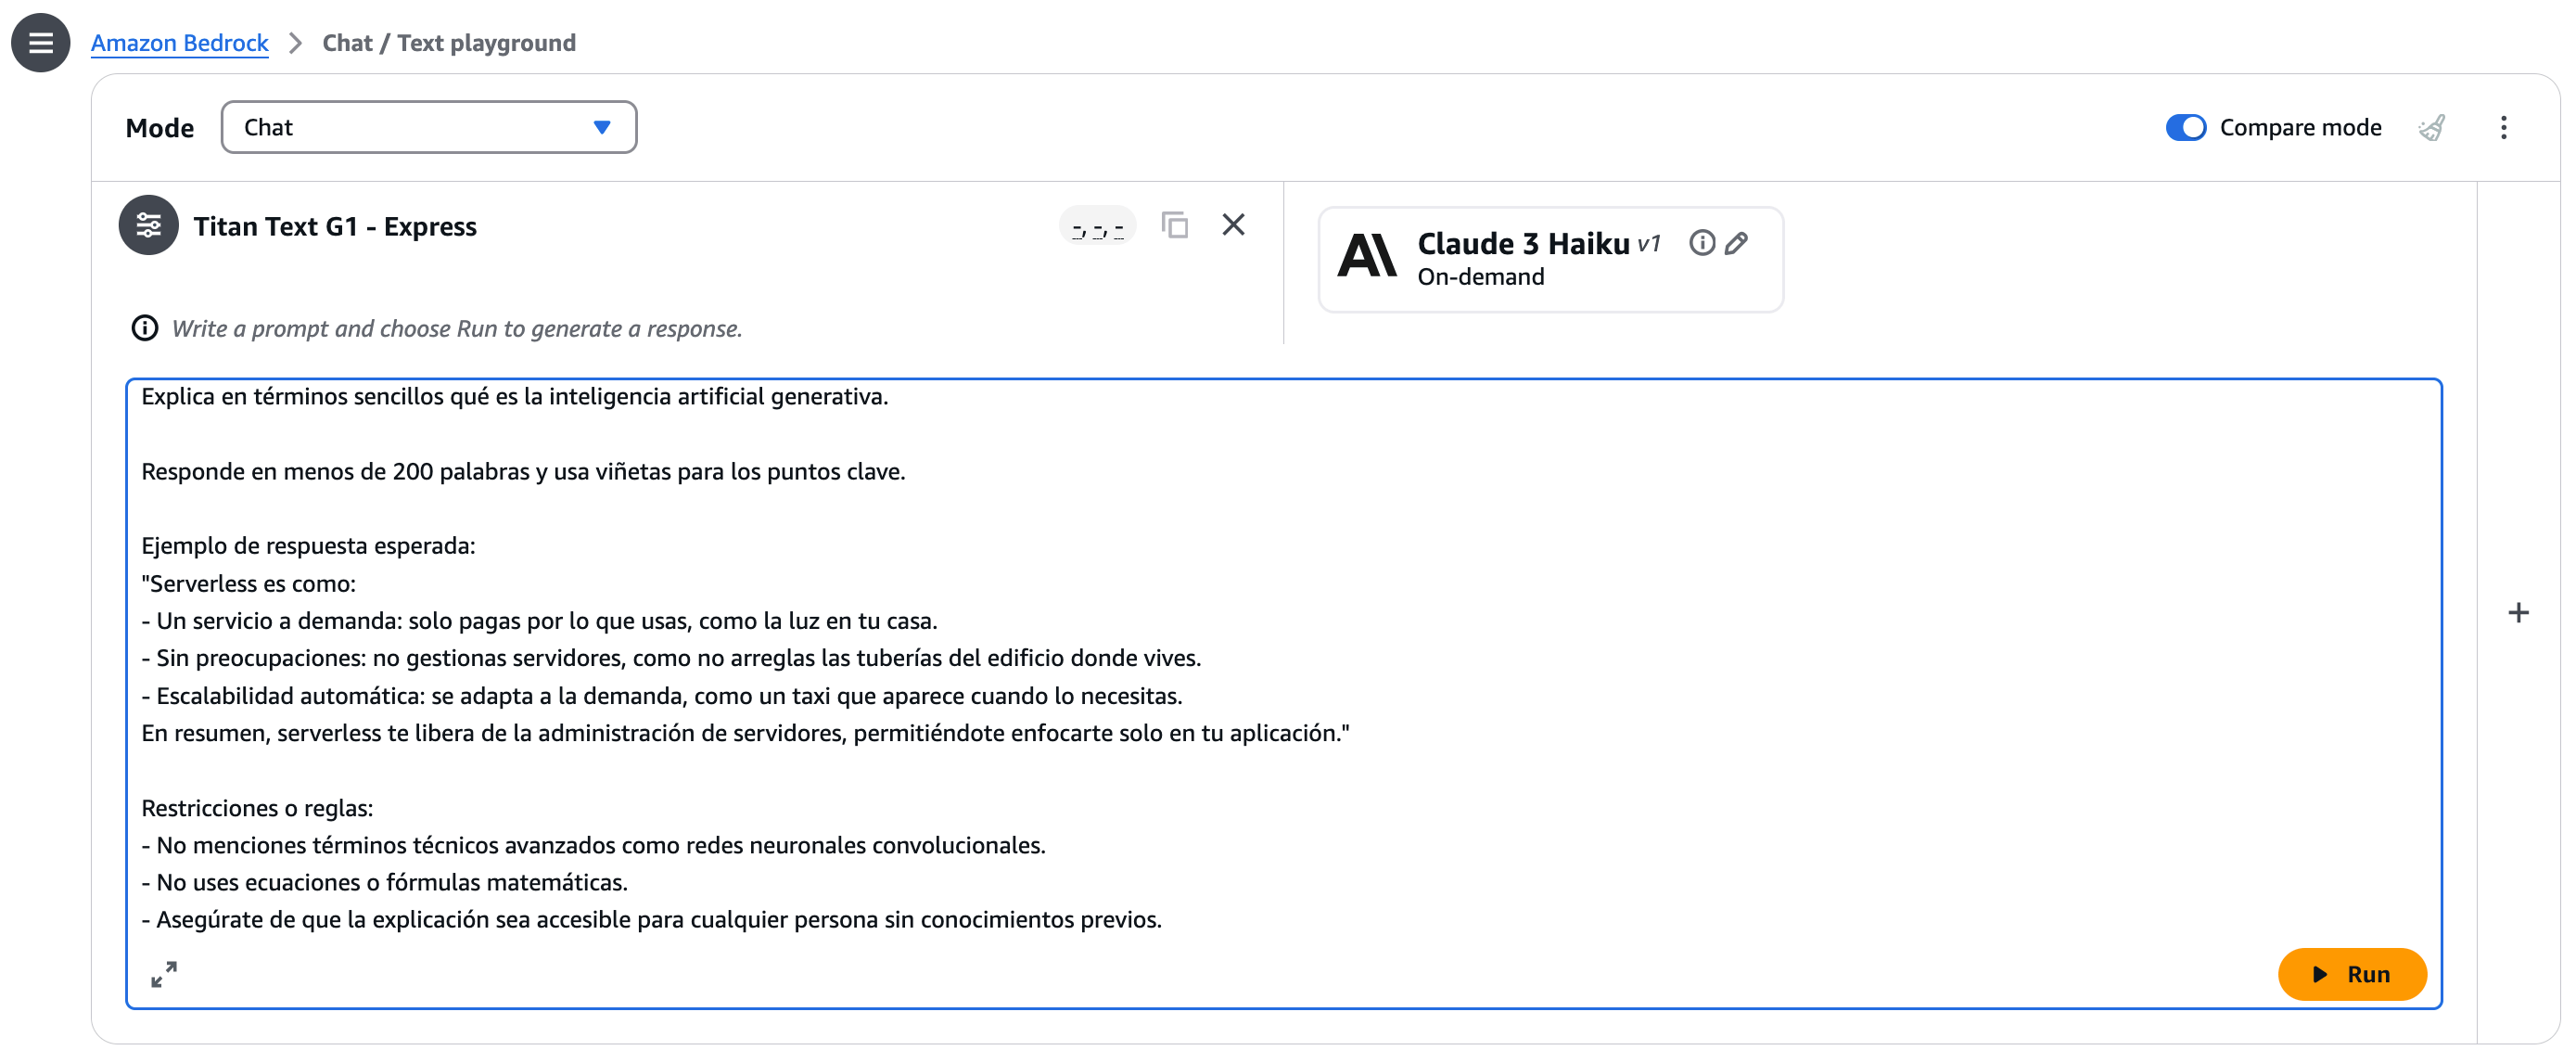 Amazon Bedrock > Chat / Text playground
Mode Chat Compare mode
Titan Text G1 - Express -, -, -
Claude 3 Haiku v1
On-demand
Write a prompt and choose Run to generate a response.
Explica en términos sencillos qué es la inteligencia artificial generativa.
Responde en menos de 200 palabras y usa viñetas para los puntos clave.
Ejemplo de respuesta esperada:
"Serverless es como:
- Un servicio a demanda: solo pagas por lo que usas, como la luz en tu casa.
- Sin preocupaciones: no gestionas servidores, como no arreglas las tuberías del edificio donde vives.
- Escalabilidad automática: se adapta a la demanda, como un taxi que aparece cuando lo necesitas.
En resumen, serverless te libera de la administración de servidores, permitiéndote enfocarte solo en tu aplicación."
Restricciones o reglas:
- No menciones términos técnicos avanzados como redes neuronales convolucionales.
- No uses ecuaciones o fórmulas matemáticas.
- Asegúrate de que la explicación sea accesible para cualquier persona sin conocimientos previos.
Run